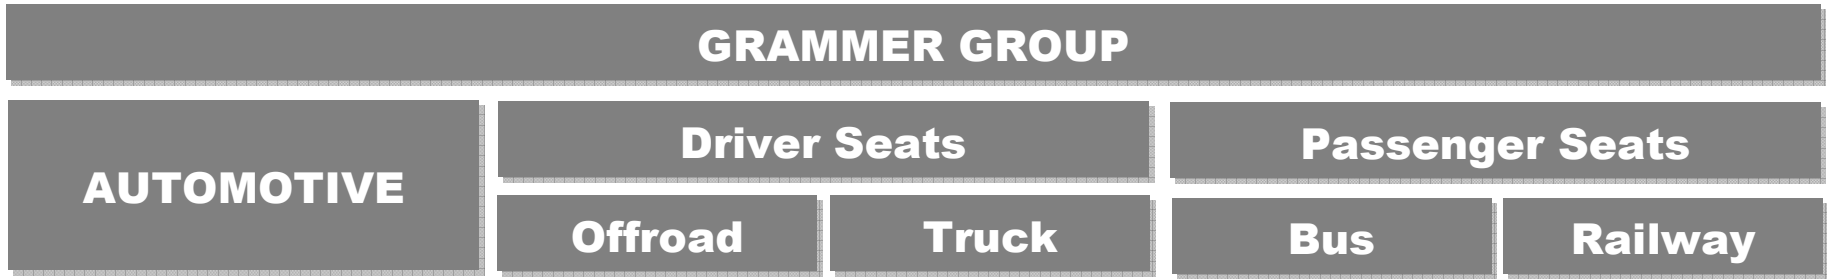 GRAMMER GROUP
AUTOMOTIVE
Driver Seats
Passenger Seats
Offroad
Truck
Bus
Railway